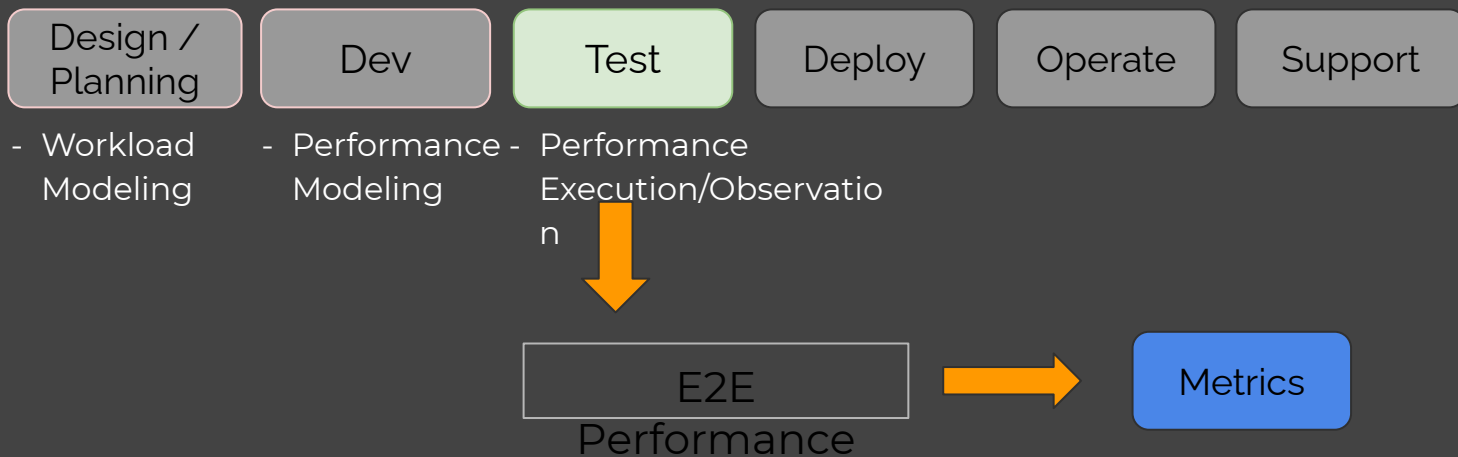 Design /
Planning
Dev
Test
Deploy
Operate
Support
- Workload
Modeling
- Performance
Modeling
- Performance
Execution/Observatio
n
E2E
Performance
Metrics